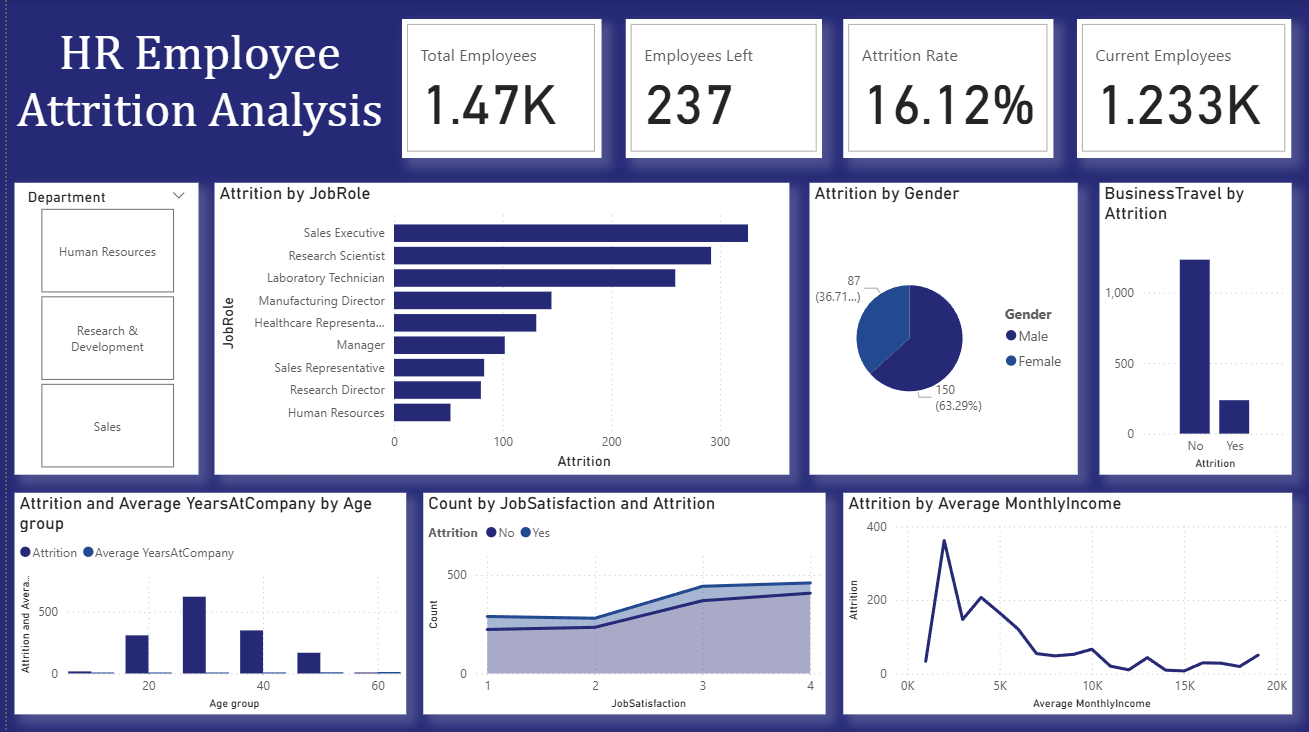 HR Employee
Attrition Analysis
Total Employees
1.47K
Employees Left
237
Attrition Rate
16.12%
Current Employees
1.233K
Department
Human Resources
Research &
Development
Sales
Attrition by JobRole
JobRole
Sales Executive
Research Scientist
Laboratory Technician
Manufacturing Director
Healthcare Representa...
Manager
Sales Representative
Research Director
Human Resources
0 100 200 300
Attrition
Attrition by Gender
87
(36.71...)
150
(63.29%)
Gender
Male
Female
BusinessTravel by
Attrition
1,000
500
0
No Yes
Attrition
Attrition and Average YearsAtCompany by Age
group
Attrition Average YearsAtCompany
Attrition and Avera...
500
0
20 40 60
Age group
Count by JobSatisfaction and Attrition
Attrition No Yes
Count
500
0
1 2 3 4
JobSatisfaction
Attrition by Average MonthlyIncome
Attrition
400
200
0
0K 5K 10K 15K 20K
Average MonthlyIncome